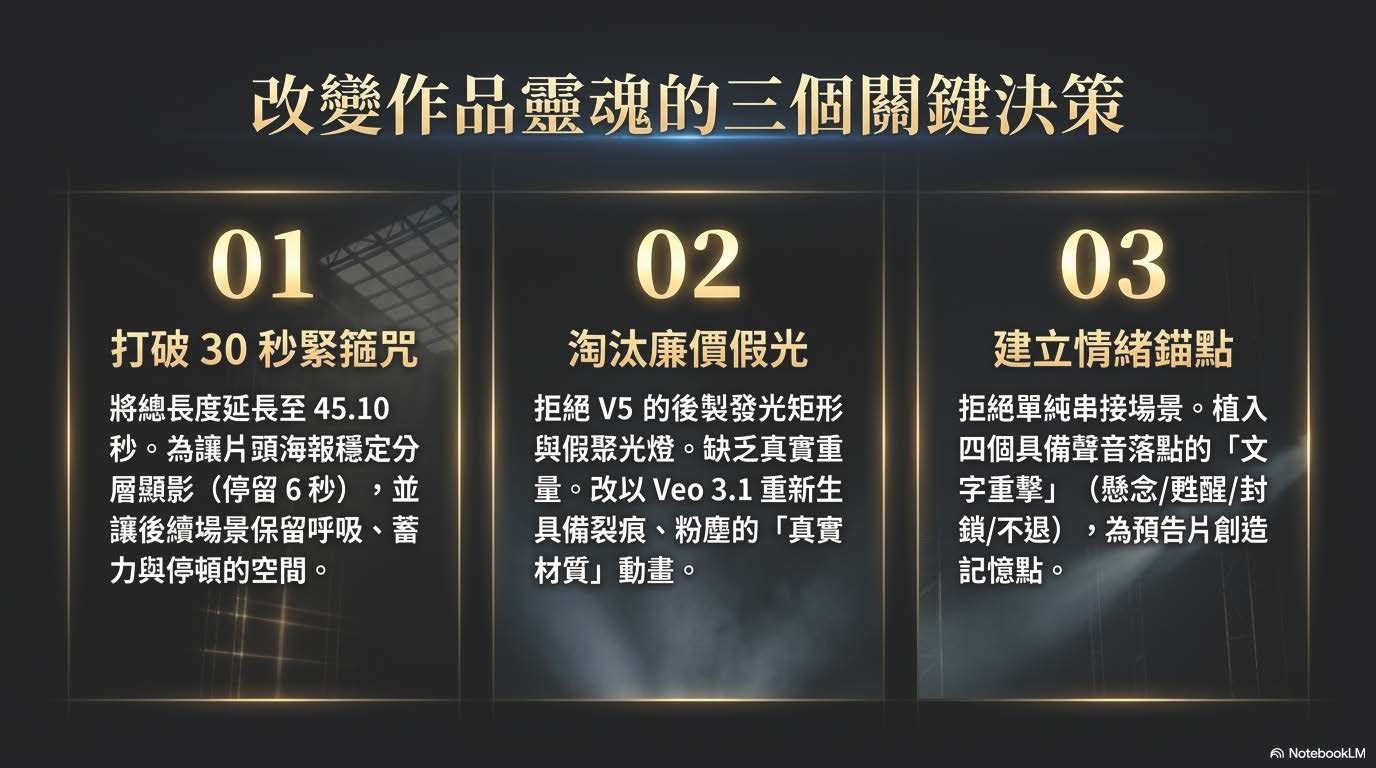 改變作品靈魂的三個關鍵決策
01
打破 30 秒緊箍咒
將總長度延長至 45.10
秒。為讓片頭海報穩定分
層顯影（停留 6 秒），並
讓後續場景保留呼吸、蓄
力與停頓的空間。
02
淘汰廉價假光
拒絕 V5 的後製發光矩形
與假聚光燈。缺乏真實重
量。改以 Veo 3.1 重新生
具備裂痕、粉塵的「真實
材質」動畫。
03
建立情緒錨點
拒絕單純串接場景。植入
四個具備聲音落點的「文
字重擊」（懸念/甦醒/封
鎖/不退），為預告片創造
記憶點。
NotebookLM